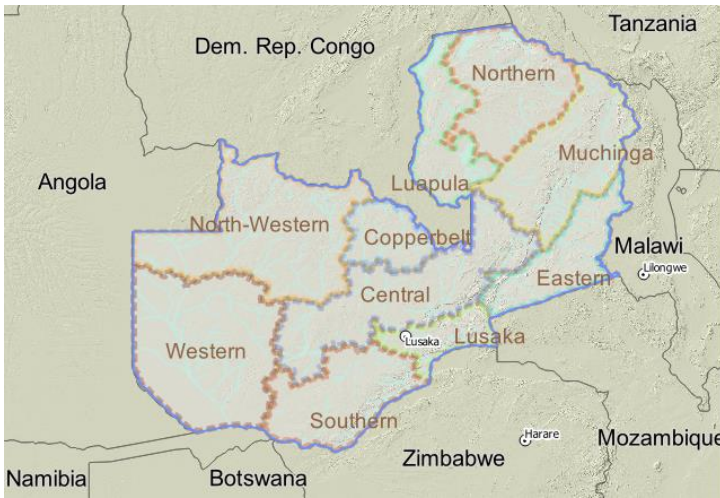 Tanzania
Dem. Rep. Congo
Northern
Muchinga
Angola
Luapula
North-Western
Copperbelt
Malawi
Lilongwe
Eastern
Central
Lusaka
Lusaka
Western
Southern
Harare
Mozambique
Zimbabwe
Namibia
Botswana